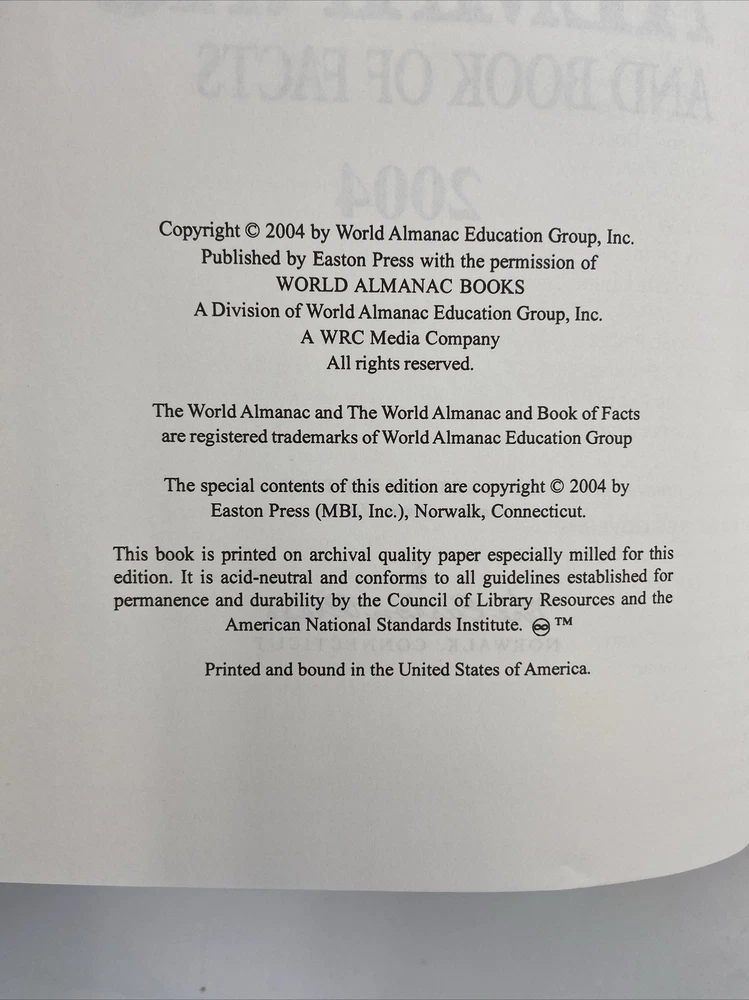 AND BOOK OF FACTS
2004
Copyright © 2004 by World Almanac Education Group, Inc.
Published by Easton Press with the permission of
WORLD ALMANAC BOOKS
A Division of World Almanac Education Group, Inc.
A WRC Media Company
All rights reserved.
The World Almanac and The World Almanac and Book of Facts
are registered trademarks of World Almanac Education Group
The special contents of this edition are copyright © 2004 by
Easton Press (MBI, Inc.), Norwalk, Connecticut.
This book is printed on archival quality paper especially milled for this
edition. It is acid-neutral and conforms to all guidelines established for
permanence and durability by the Council of Library Resources and the
American National Standards Institute. ♾ ™
NORWALK, CONNECTICUT
Printed and bound in the United States of America.